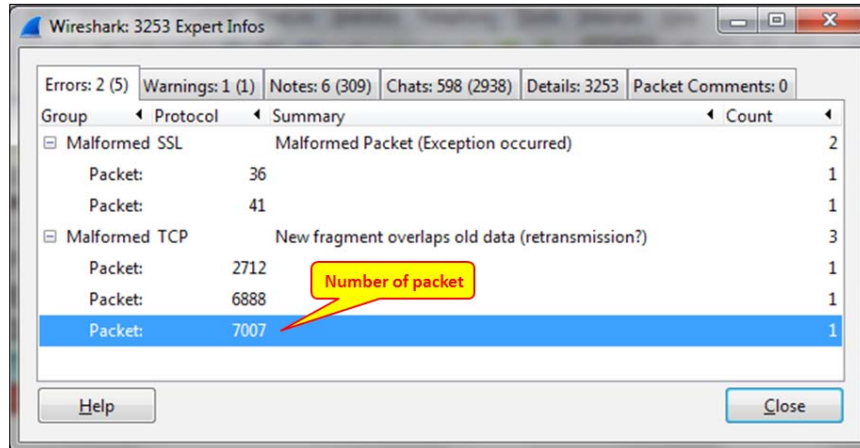 Wireshark: 3253 Expert Infos
Errors: 2 (5) Warnings: 1 (1) Notes: 6 (309) Chats: 598 (2938) Details: 3253 Packet Comments: 0
Group Protocol Summary Count
Malformed SSL Malformed Packet (Exception occurred) 2
Packet: 36 1
Packet: 41 1
Malformed TCP New fragment overlaps old data (retransmission?) 3
Packet: 2712 1
Number of packet
Packet: 6888 1
Packet: 7007 1
Help Close